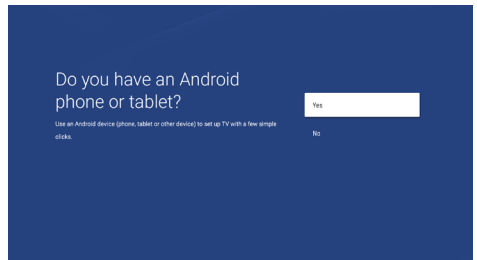 Do you have an Android
phone or tablet?
Use an Android device (phone, tablet or other device) to set up TV with a few simple
clicks.
Yes
No